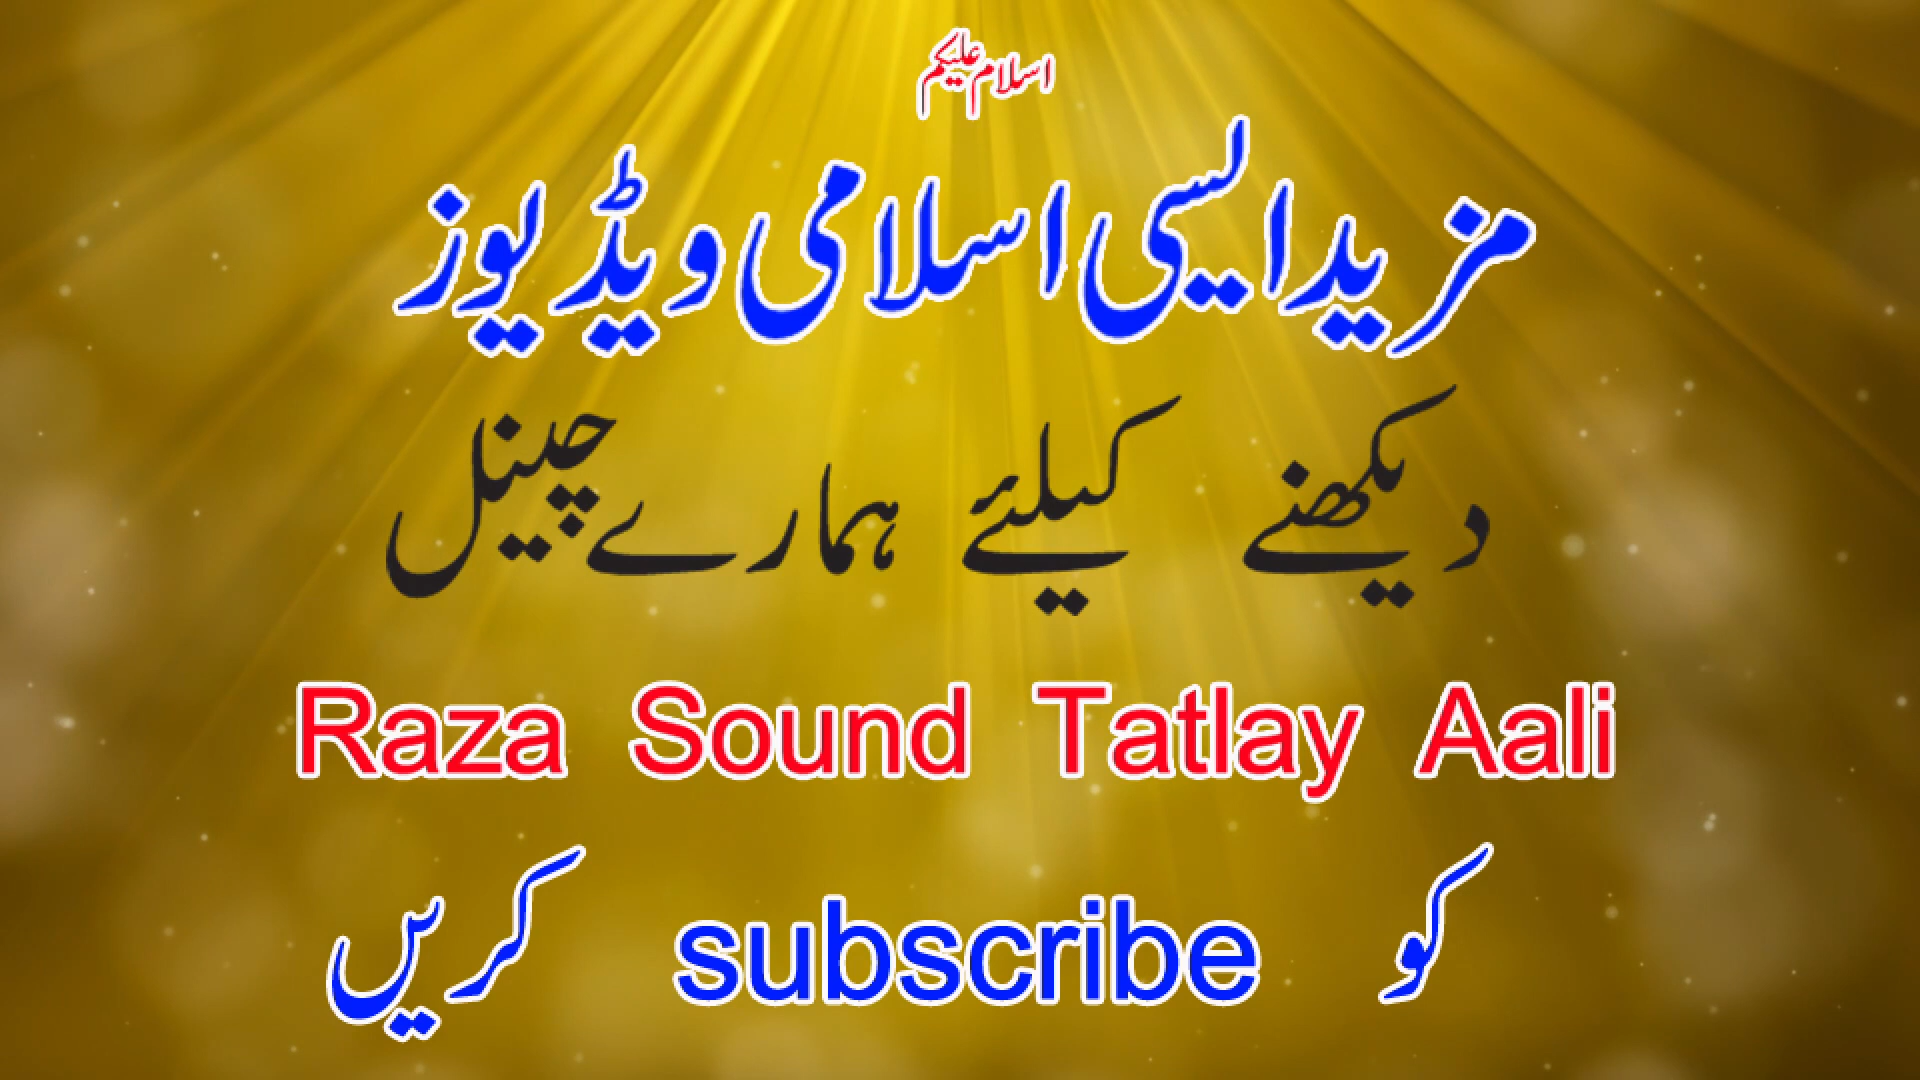 اسلام علیکم
مزید ایسی اسلامی ویڈیوز
دیکھنے کیلئے ہمارے چینل
Raza Sound Tatlay Aali
کو subscribe کریں